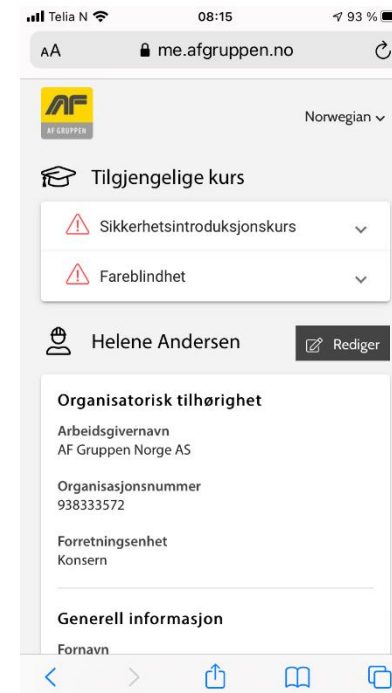 Telia N 08:15 93 %
AA me.afgruppen.no
AF
AF GRUPPEN
Norwegian
Tilgjengelige kurs
Sikkerhetsintroduksjonskurs
Fareblindhet
Helene Andersen
Rediger
Organisatorisk tilhørighet
Arbeidsgivernavn
AF Gruppen Norge AS
Organisasjonsnummer
938333572
Forretningsenhet
Konsern
Generell informasjon
Fornavn